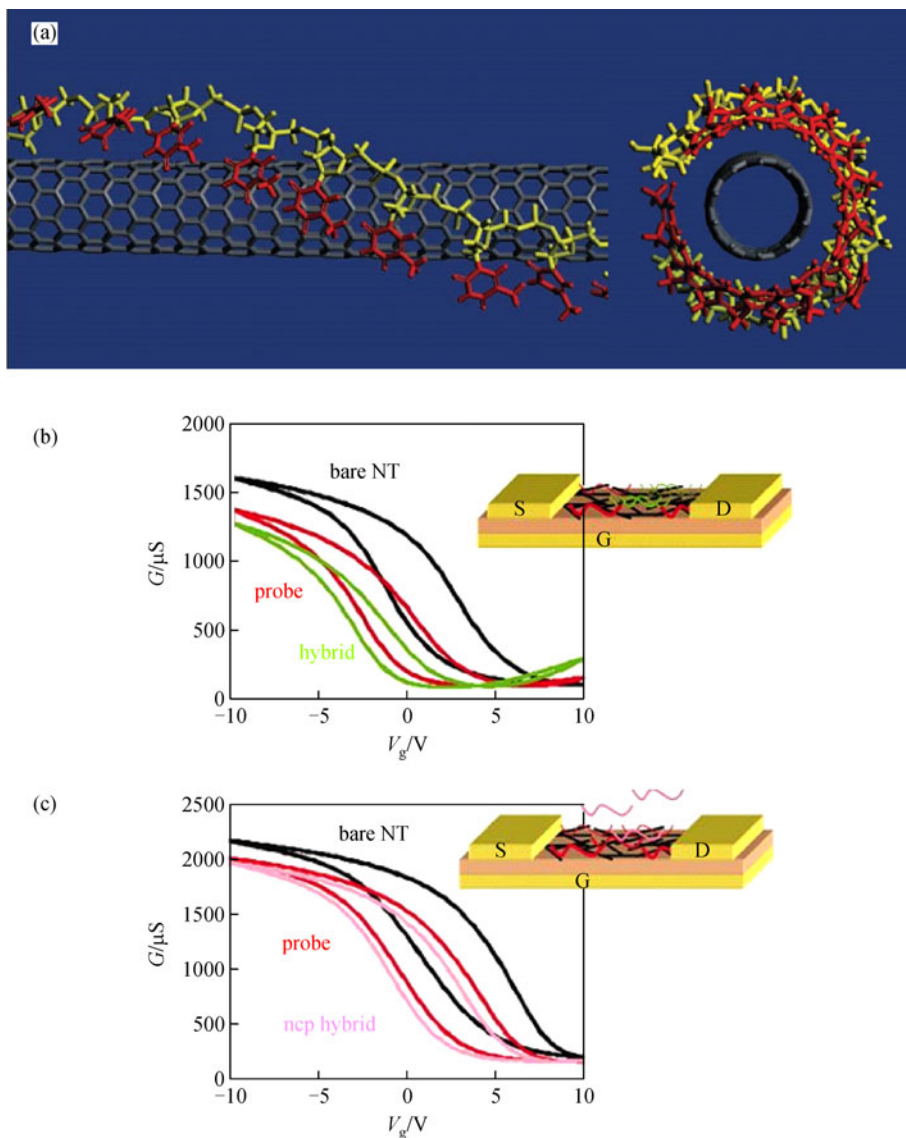 (a)
(b)
2000
1500
1000
500
0
G/μS
bare NT
probe
hybrid
S
D
G
−10
−5
0
5
10
Vg/V
(c)
2500
2000
1500
1000
500
0
G/μS
bare NT
probe
ncp hybrid
S
D
G
−10
−5
0
5
10
Vg/V